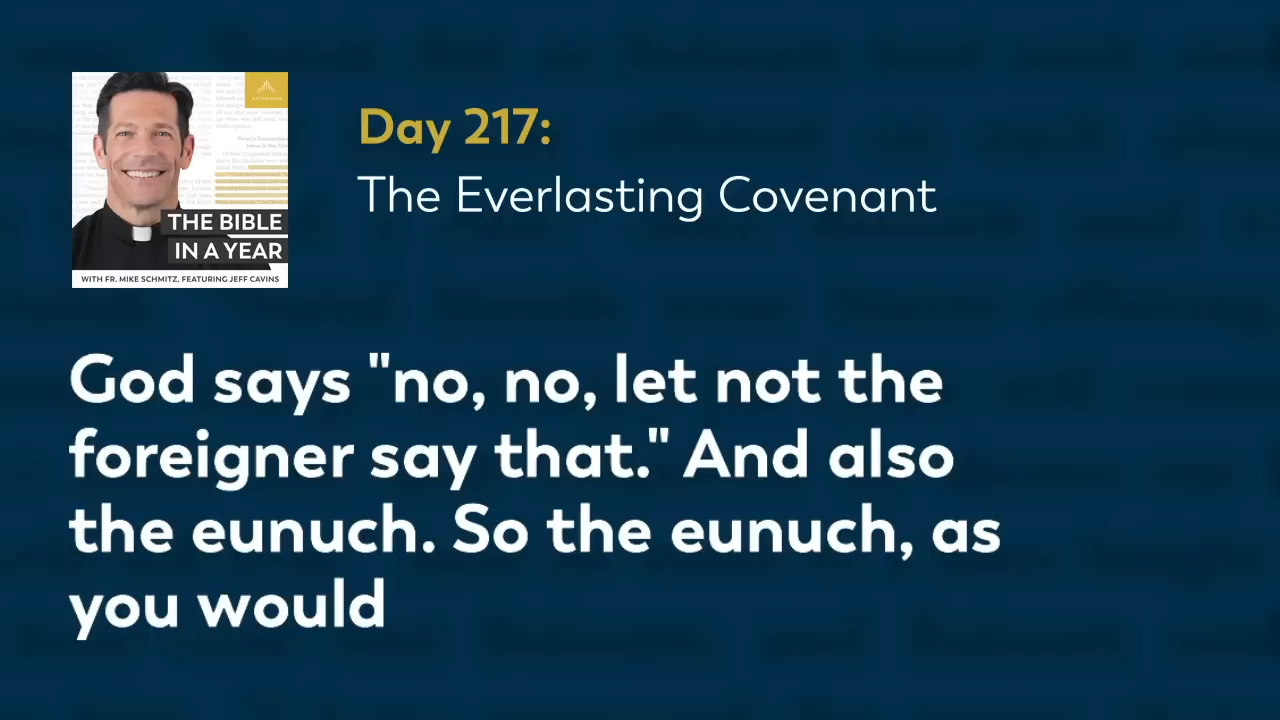 Day 217:
The Everlasting Covenant
THE BIBLE
IN A YEAR
WITH FR. MIKE SCHMITZ, FEATURING JEFF CAVINS
God says "no, no, let not the
foreigner say that." And also
the eunuch. So the eunuch, as
you would